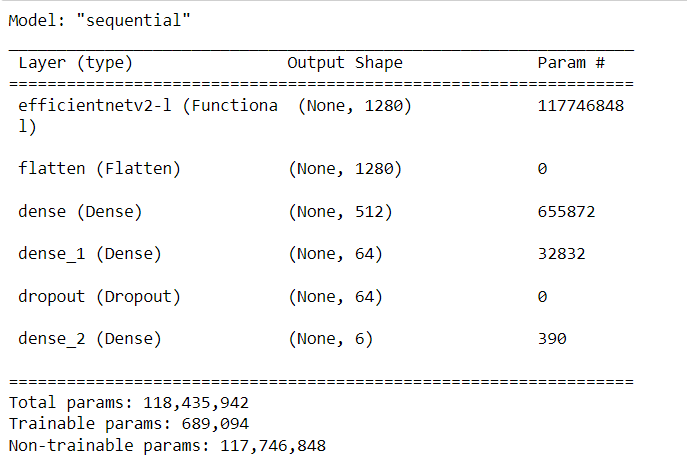 Model: "sequential"
_________________________________________________________________
Layer (type) Output Shape Param #
=================================================================
efficientnetv2-l (Functiona (None, 1280) 117746848
l)
flatten (Flatten) (None, 1280) 0
dense (Dense) (None, 512) 655872
dense_1 (Dense) (None, 64) 32832
dropout (Dropout) (None, 64) 0
dense_2 (Dense) (None, 6) 390
=================================================================
Total params: 118,435,942
Trainable params: 689,094
Non-trainable params: 117,746,848